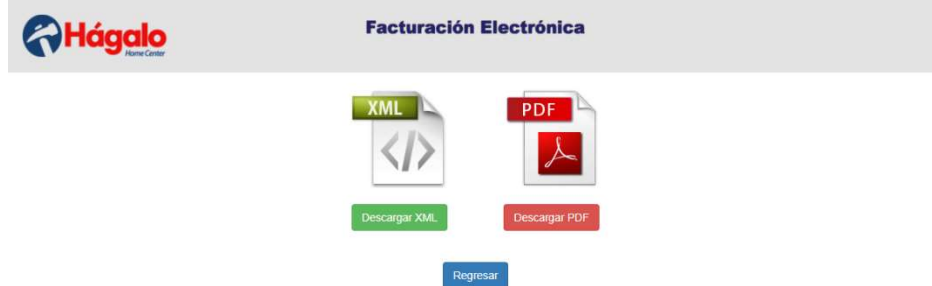 Hágalo
Home Center
Facturación Electrónica
XML
PDF
</>
Descargar XML
Descargar PDF
Regresar